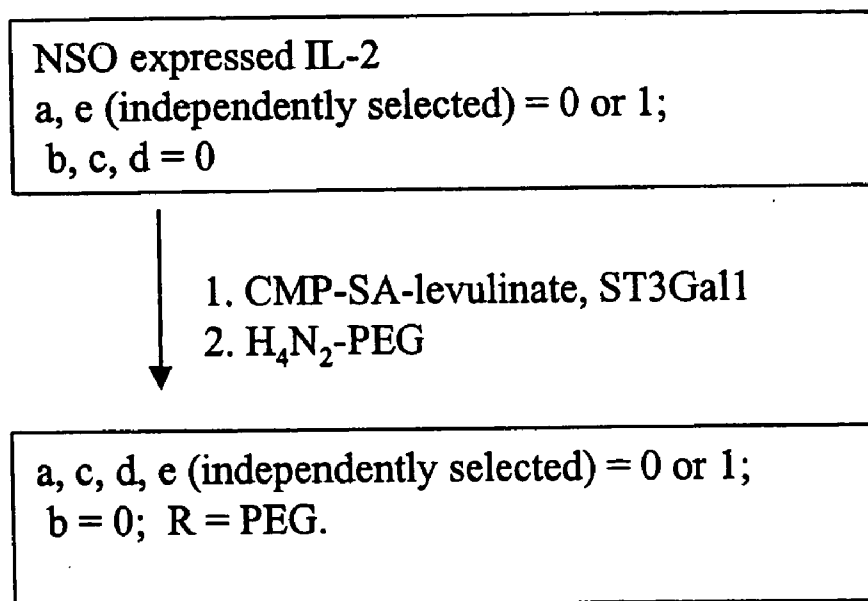 NSO expressed IL-2
a, e (independently selected) = 0 or 1;
b, c, d = 0
1. CMP-SA-levulinate, ST3Gal1
2. H₄N₂-PEG
a, c, d, e (independently selected) = 0 or 1;
b = 0; R = PEG.